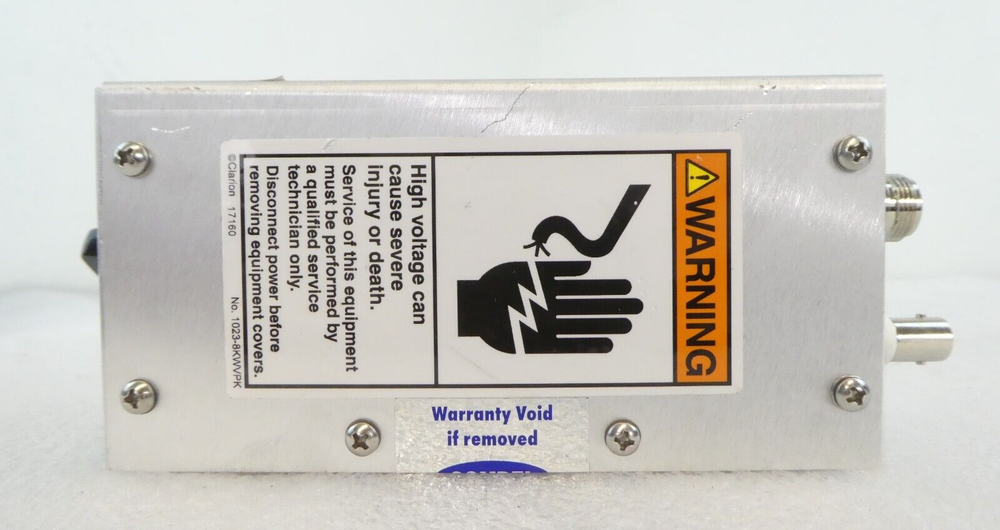 WARNING
High voltage can
cause severe
injury or death.
Service of this equipment
must be performed by
a qualified service
technician only.
Disconnect power before
removing equipment covers.
©Clarion 17160
No. 1023-8KWVPK
Warranty Void
if removed